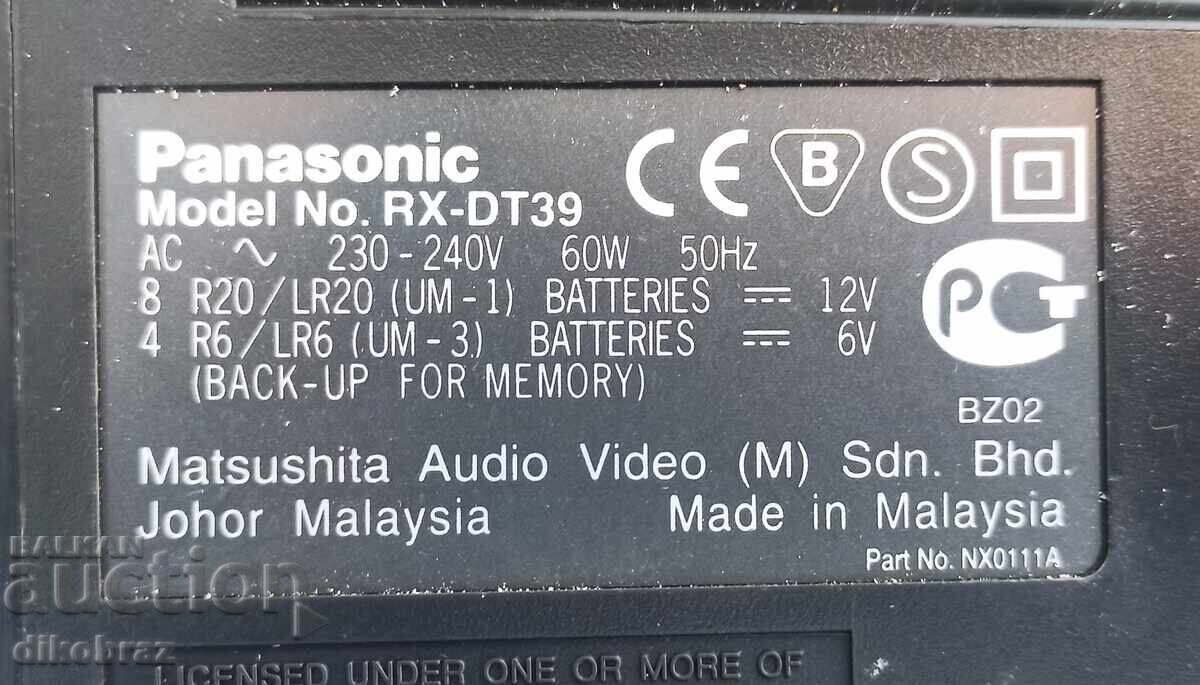 Panasonic
Model No. RX-DT39
AC ~ 230-240V 60W 50Hz
8 R20/LR20 (UM-1) BATTERIES ⎓ 12V
4 R6/LR6 (UM-3) BATTERIES ⎓ 6V
(BACK-UP FOR MEMORY)
CE B S
PCT
BZ02
Matsushita Audio Video (M) Sdn. Bhd.
Johor Malaysia Made in Malaysia
Part No. NX0111A
BALKAN
auction
dikobraz
LICENSED UNDER ONE OR MORE OF